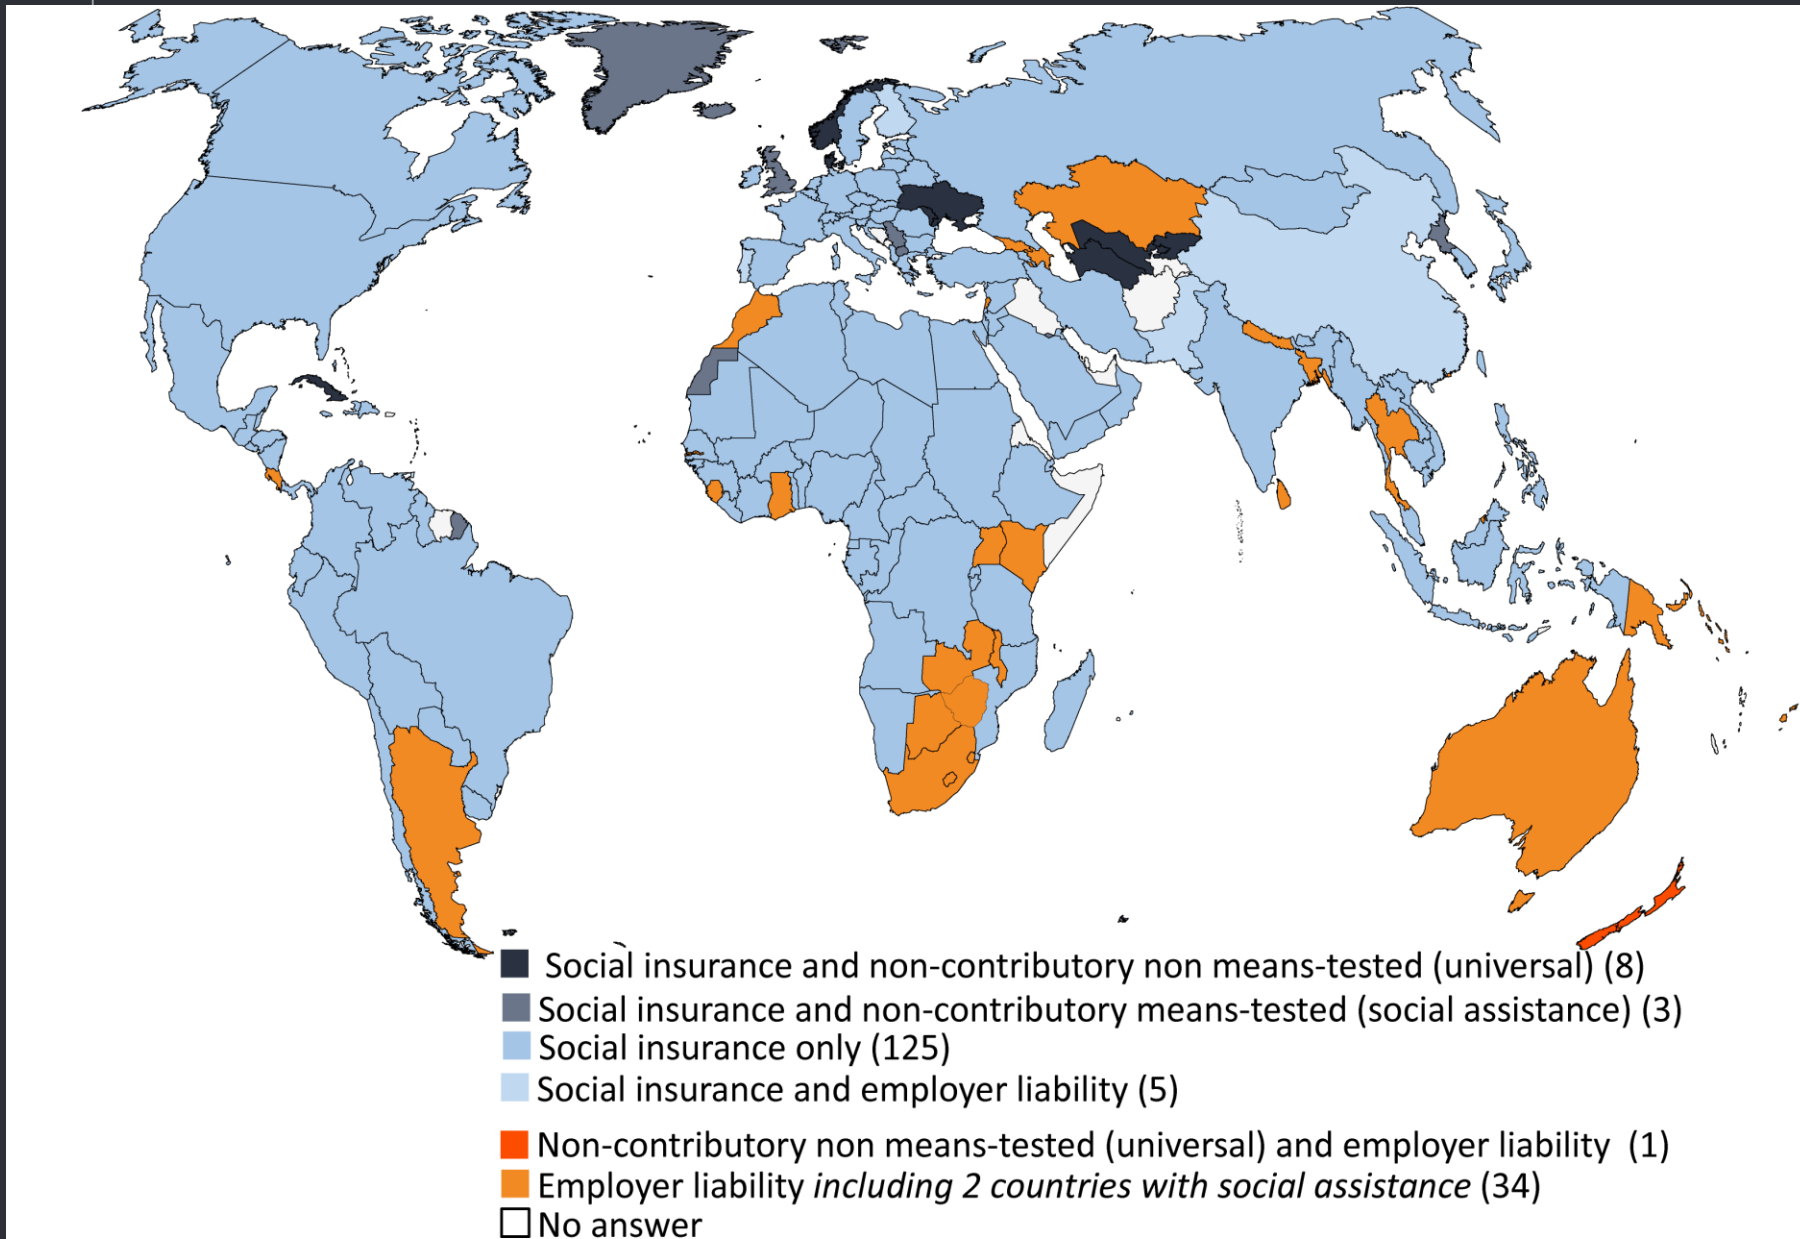 Social insurance and non-contributory non means-tested (universal) (8)
Social insurance and non-contributory means-tested (social assistance) (3)
Social insurance only (125)
Social insurance and employer liability (5)
Non-contributory non means-tested (universal) and employer liability (1)
Employer liability including 2 countries with social assistance (34)
No answer